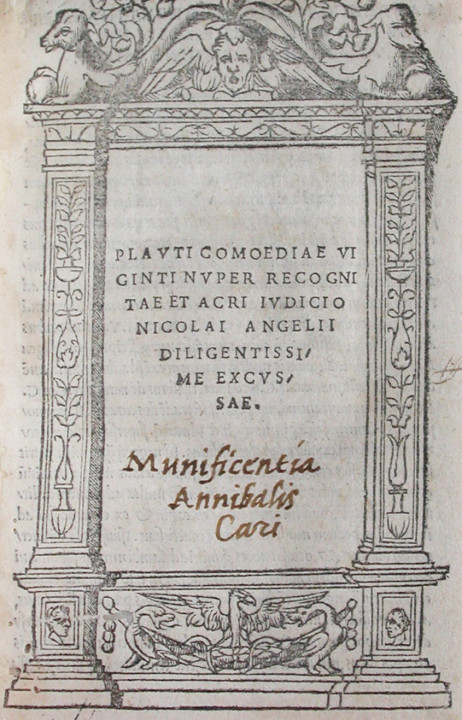 PLAVTI COMOEDIAE VI
GINTI NVPER RECOGNI
TAE ET ACRI IVDICIO
NICOLAI ANGELII
DILIGENTISSI/
ME EXCVS/
SAE.
Munificentia
Annibalis
Cari